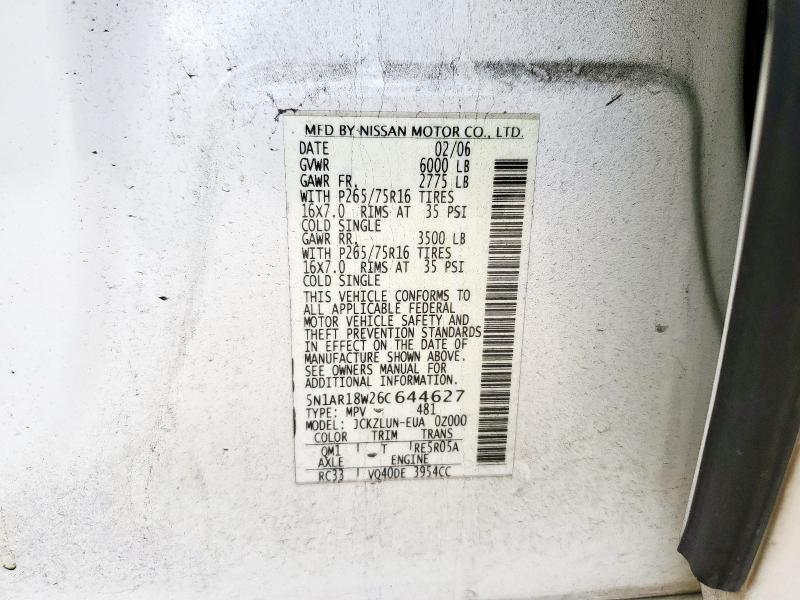 MFD BY NISSAN MOTOR CO., LTD.
DATE 02/06
GVWR 6000 LB
GAWR FR. 2775 LB
WITH P265/75R16 TIRES
16X7.0 RIMS AT 35 PSI
COLD SINGLE
GAWR RR. 3500 LB
WITH P265/75R16 TIRES
16X7.0 RIMS AT 35 PSI
COLD SINGLE
THIS VEHICLE CONFORMS TO
ALL APPLICABLE FEDERAL
MOTOR VEHICLE SAFETY AND
THEFT PREVENTION STANDARDS
IN EFFECT ON THE DATE OF
MANUFACTURE SHOWN ABOVE.
SEE OWNERS MANUAL FOR
ADDITIONAL INFORMATION.
5N1AR18W26C644627
TYPE: MPV 481
MODEL: JCKZLUN-EUA 0Z000
COLOR TRIM TRANS
QM1 T RE5R05A
AXLE ENGINE
RC33 VQ40DE 3954CC